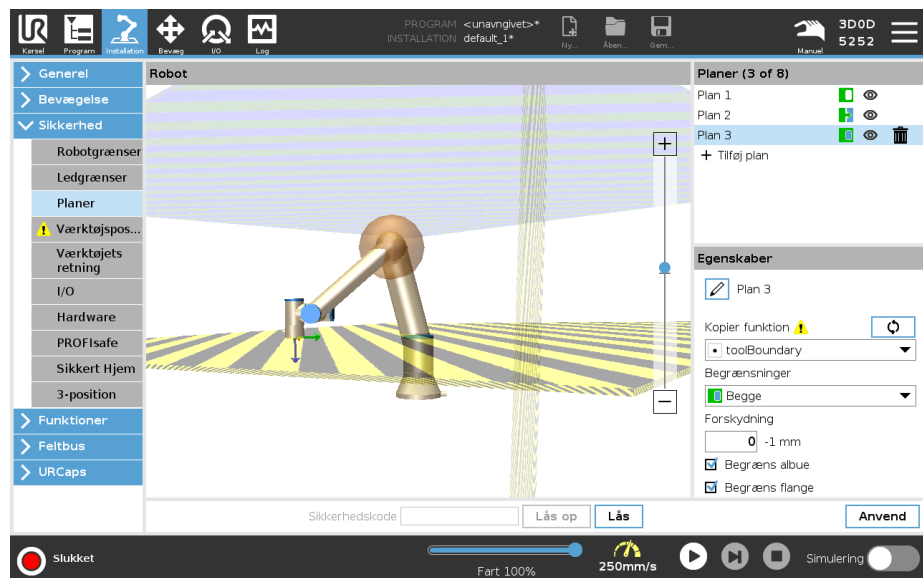 PROGRAM <unavngivet>*
INSTALLATION default_1*
Kørsel
Program
Installation
Bevæg
I/O
Log
Ny...
Åben...
Gem...
Manuel
3D0D
5252
Generel
Bevægelse
Sikkerhed
Robotgrænser
Ledgrænser
Planer
Værktøjspos...
Værktøjets
retning
I/O
Hardware
PROFIsafe
Sikkert Hjem
3-position
Funktioner
Feltbus
URCaps
Robot
Planer (3 of 8)
Plan 1
Plan 2
Plan 3
+ Tilføj plan
Egenskaber
Plan 3
Kopier funktion
toolBoundary
Begrænsninger
Begge
Forskydning
0 -1 mm
Begræns albue
Begræns flange
Sikkerhedskode
Lås op
Lås
Anvend
Slukket
Fart 100%
250mm/s
Simulering